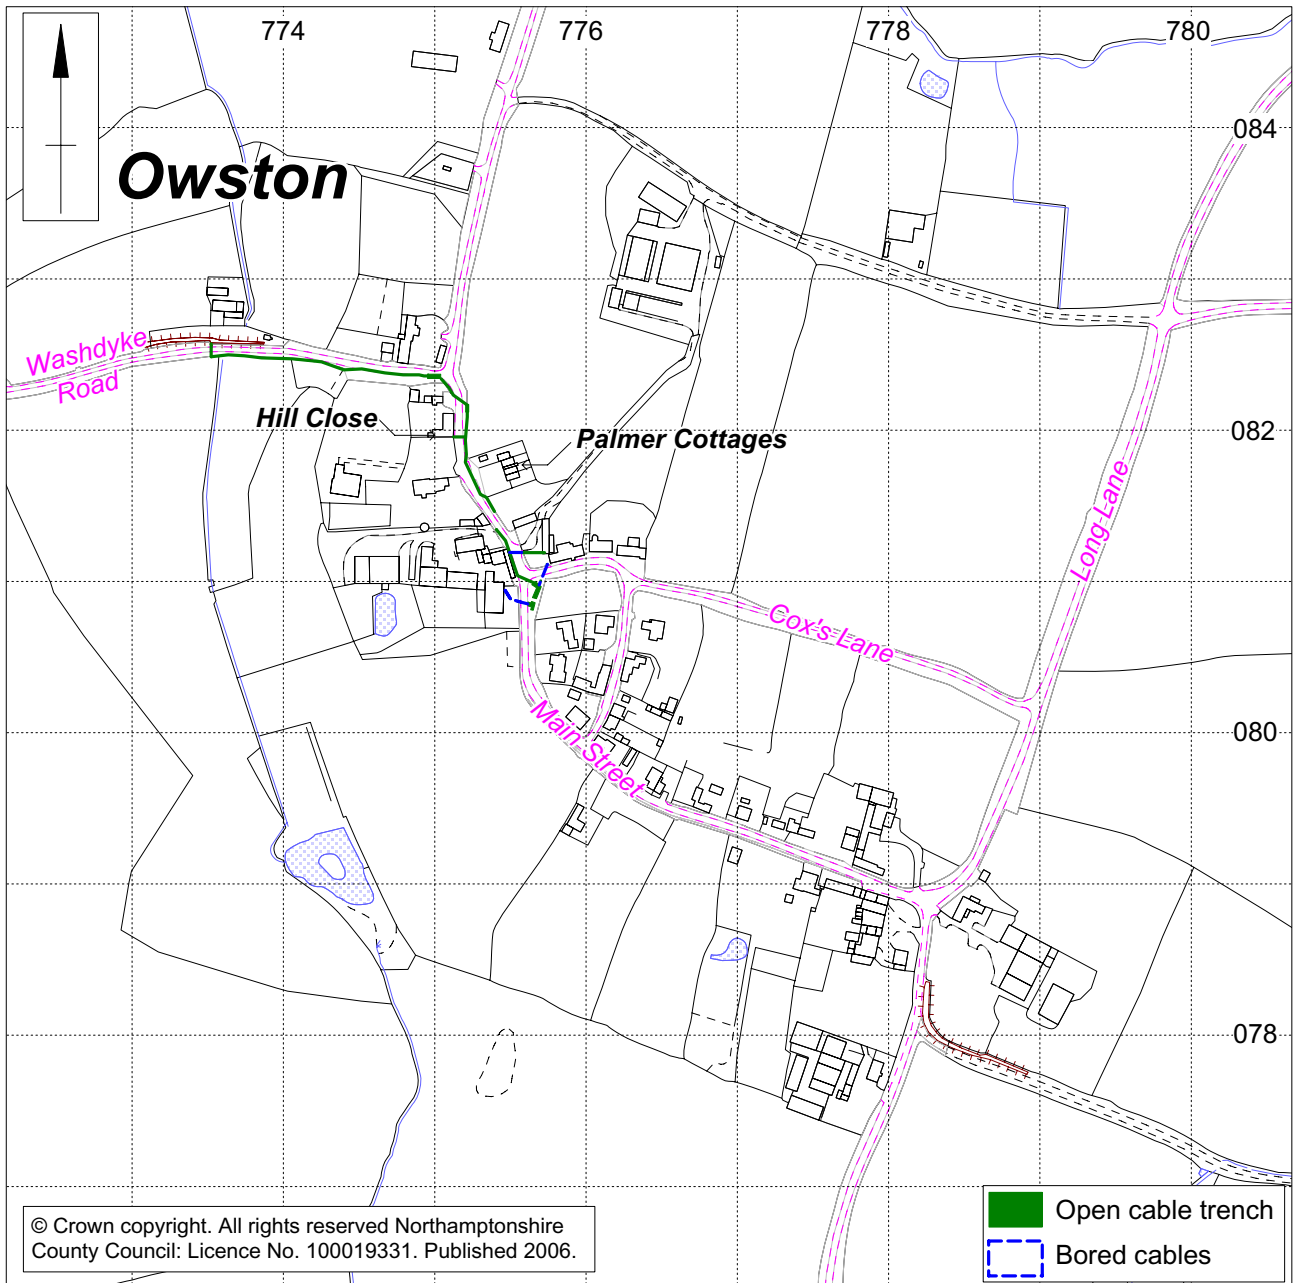 774
776
778
780
084
Owston
Washdyke
Road
Hill Close
Palmer Cottages
082
Long Lane
Cox's Lane
Main Street
080
078
© Crown copyright. All rights reserved Northamptonshire
County Council: Licence No. 100019331. Published 2006.
Open cable trench
Bored cables